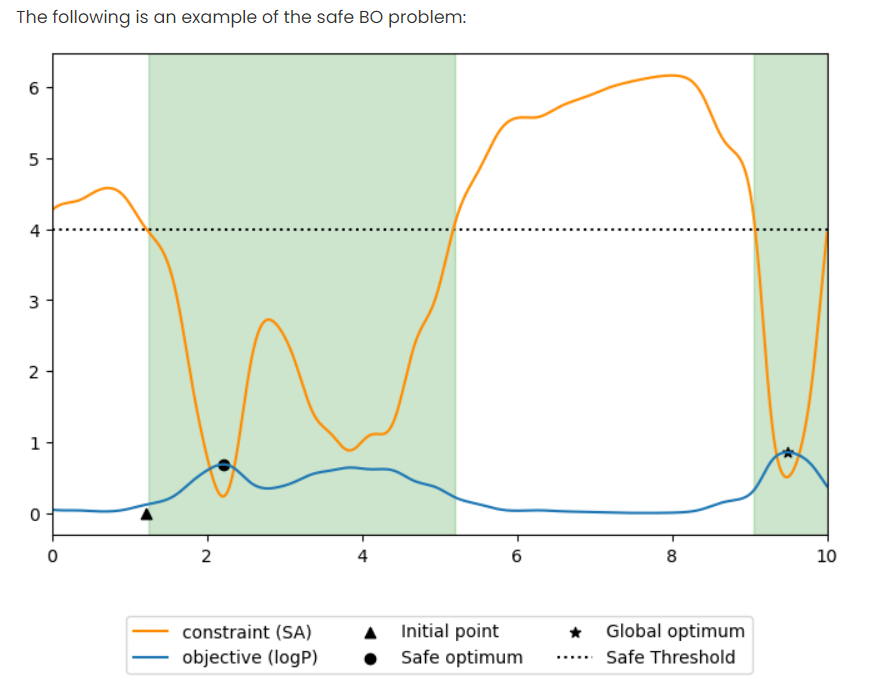 The following is an example of the safe BO problem:
6
5
4
3
2
1
0
0 2 4 6 8 10
constraint (SA) Initial point Global optimum
objective (logP) Safe optimum Safe Threshold